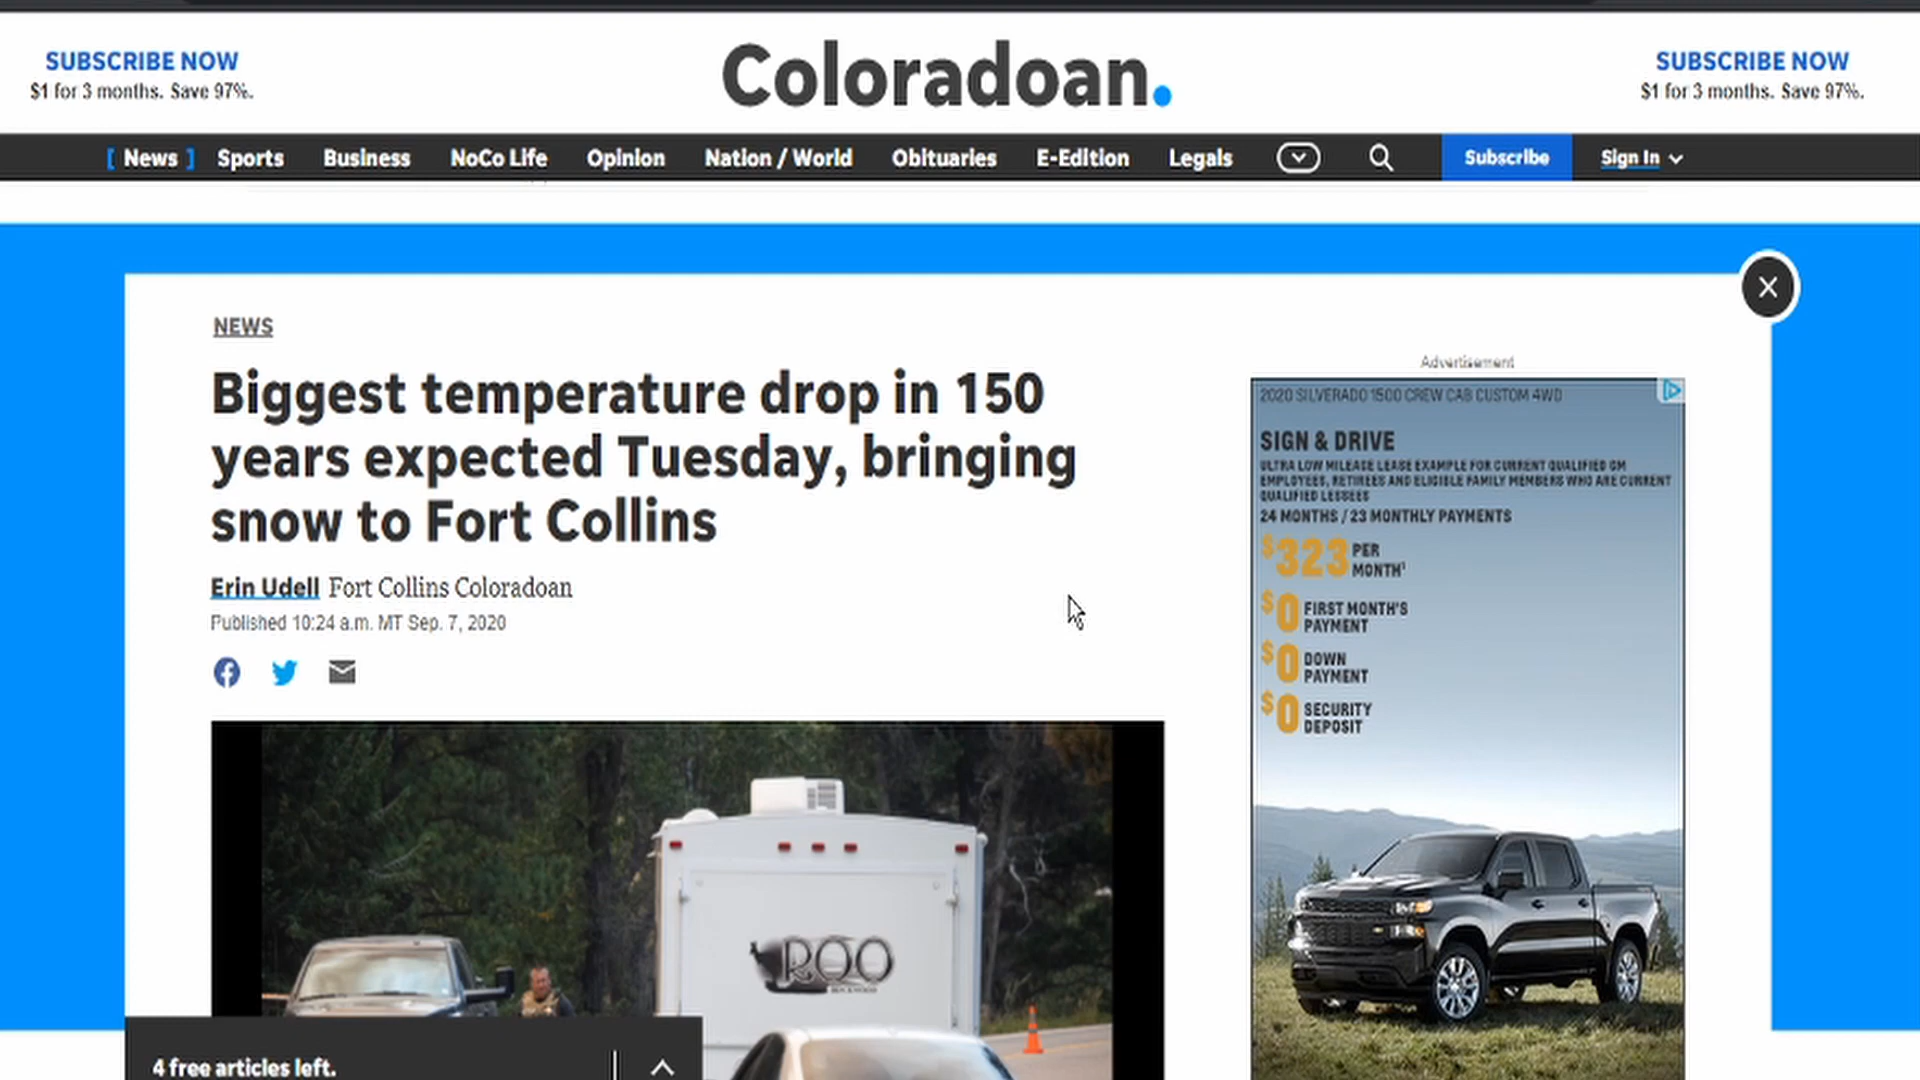 SUBSCRIBE NOW
$1 for 3 months. Save 97%.
Coloradoan.
SUBSCRIBE NOW
$1 for 3 months. Save 97%.
[ News ] Sports Business NoCo Life Opinion Nation / World Obituaries E-Edition Legals Subscribe Sign In
NEWS
Biggest temperature drop in 150
years expected Tuesday, bringing
snow to Fort Collins
Erin Udell Fort Collins Coloradoan
Published 10:24 a.m. MT Sep. 7, 2020
Advertisement
2020 SILVERADO 1500 CREW CAB CUSTOM 4WD
SIGN & DRIVE
ULTRA LOW MILEAGE LEASE EXAMPLE FOR CURRENT QUALIFIED GM
EMPLOYEES, RETIREES AND ELIGIBLE FAMILY MEMBERS WHO ARE CURRENT
QUALIFIED LESSEES
24 MONTHS / 23 MONTHLY PAYMENTS
$323 PER
MONTH¹
$0 FIRST MONTH'S
PAYMENT
$0 DOWN
PAYMENT
$0 SECURITY
DEPOSIT
ROO
4 free articles left.